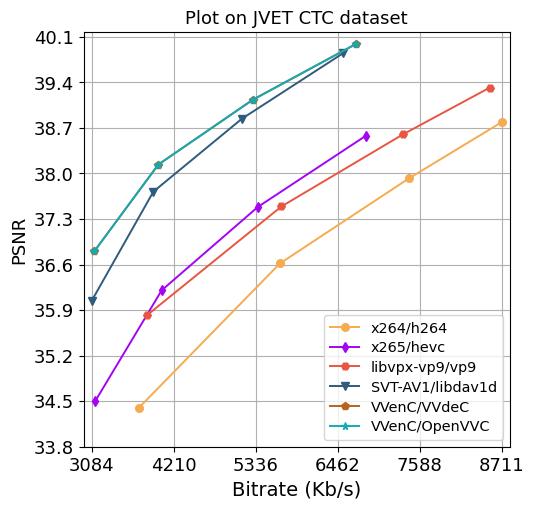 Plot on JVET CTC dataset
40.1
39.4
38.7
38.0
37.3
36.6
35.9
35.2
34.5
33.8
PSNR
x264/h264
x265/hevc
libvpx-vp9/vp9
SVT-AV1/libdav1d
VVenC/VVdeC
VVenC/OpenVVC
3084 4210 5336 6462 7588 8711
Bitrate (Kb/s)